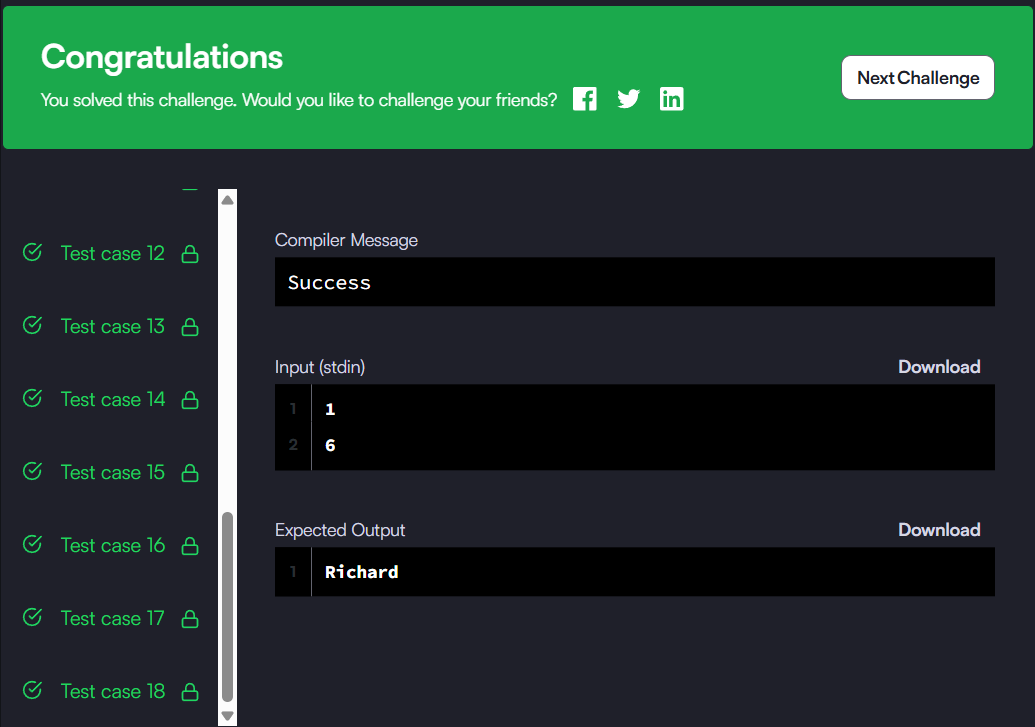 Congratulations
You solved this challenge. Would you like to challenge your friends?
Next Challenge
Test case 12
Test case 13
Test case 14
Test case 15
Test case 16
Test case 17
Test case 18
Compiler Message
Success
Input (stdin)
Download
1 1
2 6
Expected Output
Download
1 Richard